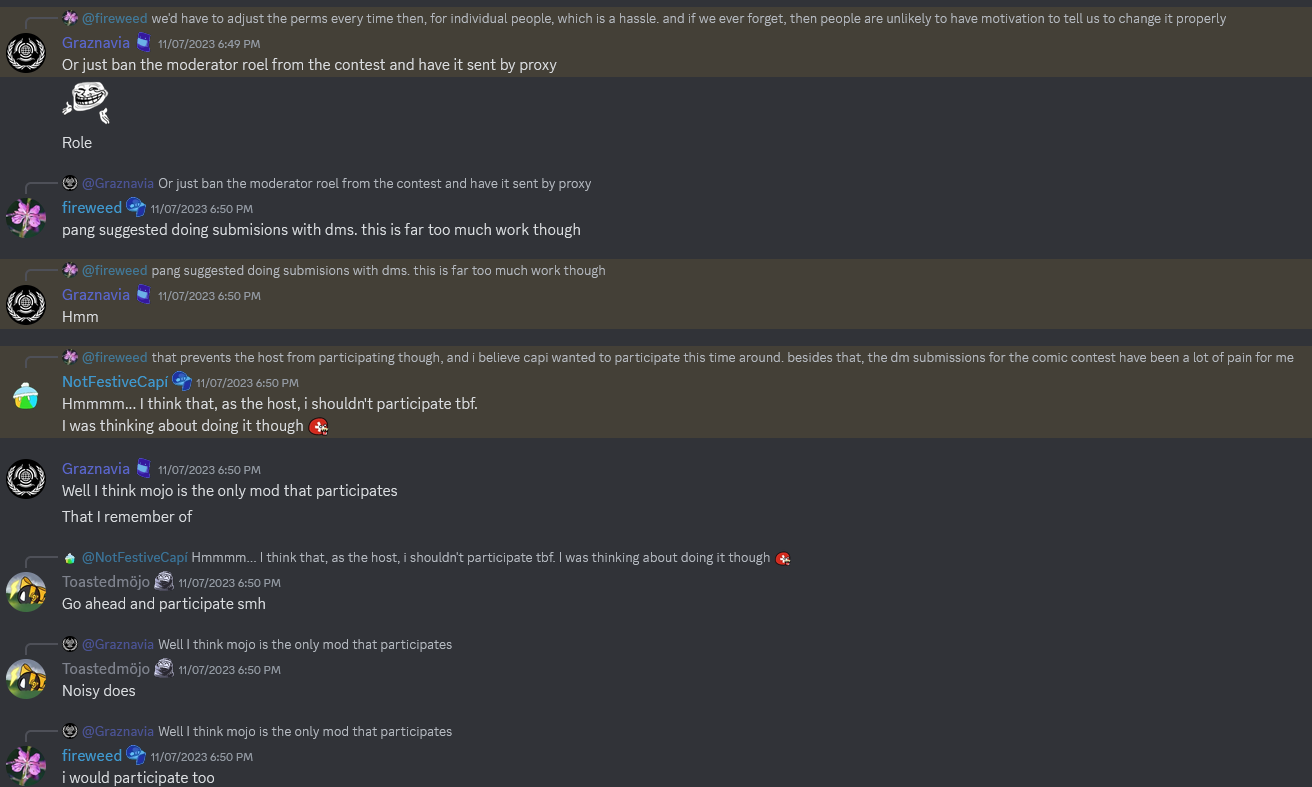 @fireweed we'd have to adjust the perms every time then, for individual people, which is a hassle. and if we ever forget, then people are unlikely to have motivation to tell us to change it properly
Graznavia 11/07/2023 6:49 PM
Or just ban the moderator roel from the contest and have it sent by proxy
Role
@Graznavia Or just ban the moderator roel from the contest and have it sent by proxy
fireweed 11/07/2023 6:50 PM
pang suggested doing submisions with dms. this is far too much work though
@fireweed pang suggested doing submisions with dms. this is far too much work though
Graznavia 11/07/2023 6:50 PM
Hmm
@fireweed that prevents the host from participating though, and i believe capi wanted to participate this time around. besides that, the dm submissions for the comic contest have been a lot of pain for me
NotFestiveCapí 11/07/2023 6:50 PM
Hmmmm... I think that, as the host, i shouldn't participate tbf.
I was thinking about doing it though
Graznavia 11/07/2023 6:50 PM
Well I think mojo is the only mod that participates
That I remember of
@NotFestiveCapí Hmmmm... I think that, as the host, i shouldn't participate tbf. I was thinking about doing it though
Toastedmöjo 11/07/2023 6:50 PM
Go ahead and participate smh
@Graznavia Well I think mojo is the only mod that participates
Toastedmöjo 11/07/2023 6:50 PM
Noisy does
@Graznavia Well I think mojo is the only mod that participates
fireweed 11/07/2023 6:50 PM
i would participate too